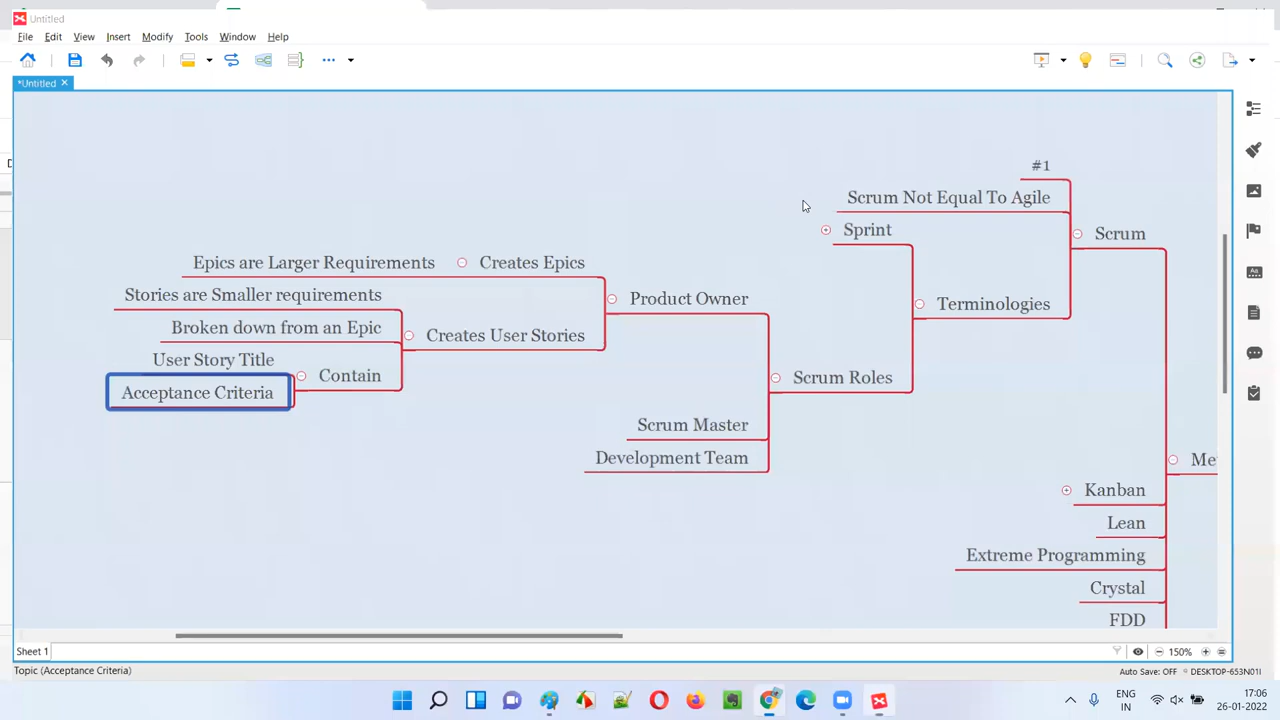 Untitled
File Edit View Insert Modify Tools Window Help
*Untitled
#1
Scrum Not Equal To Agile
Sprint
Scrum
Epics are Larger Requirements
Creates Epics
Stories are Smaller requirements
Product Owner
Terminologies
Broken down from an Epic
Creates User Stories
User Story Title
Contain
Scrum Roles
Acceptance Criteria
Scrum Master
Development Team
Me
Kanban
Lean
Extreme Programming
Crystal
FDD
Sheet 1
150%
Topic (Acceptance Criteria)
Auto Save: OFF
DESKTOP-653N01I
ENG
IN
17:06
26-01-2022